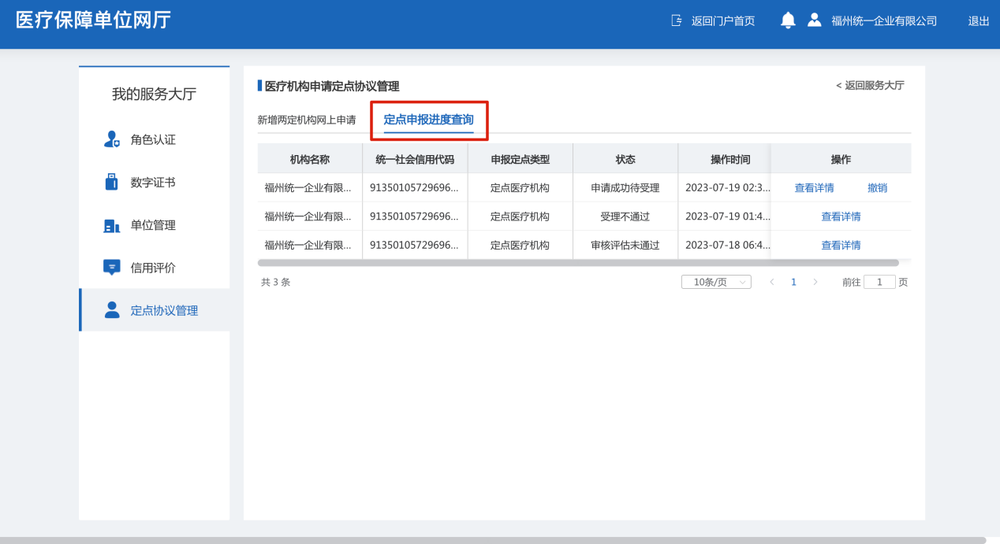 医疗保障单位网厅
返回门户首页 福州统一企业有限公司 退出
我的服务大厅
角色认证
数字证书
单位管理
信用评价
定点协议管理
医疗机构申请定点协议管理 < 返回服务大厅
新增两定机构网上申请 定点申报进度查询
机构名称 统一社会信用代码 申报定点类型 状态 操作时间 操作
福州统一企业有限... 91350105729696... 定点医疗机构 申请成功待受理 2023-07-19 02:3... 查看详情 撤销
福州统一企业有限... 91350105729696... 定点医疗机构 受理不通过 2023-07-19 01:4... 查看详情
福州统一企业有限... 91350105729696... 定点医疗机构 审核评估未通过 2023-07-18 06:4... 查看详情
共 3 条 10条/页 < 1 > 前往 1 页